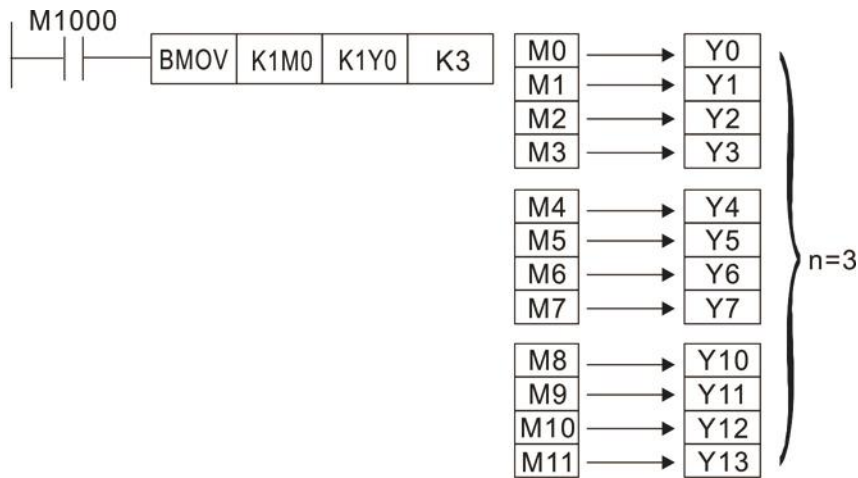 M1000
BMOV K1M0 K1Y0 K3
M0 Y0
M1 Y1
M2 Y2
M3 Y3
M4 Y4
M5 Y5
M6 Y6
M7 Y7
n=3
M8 Y10
M9 Y11
M10 Y12
M11 Y13